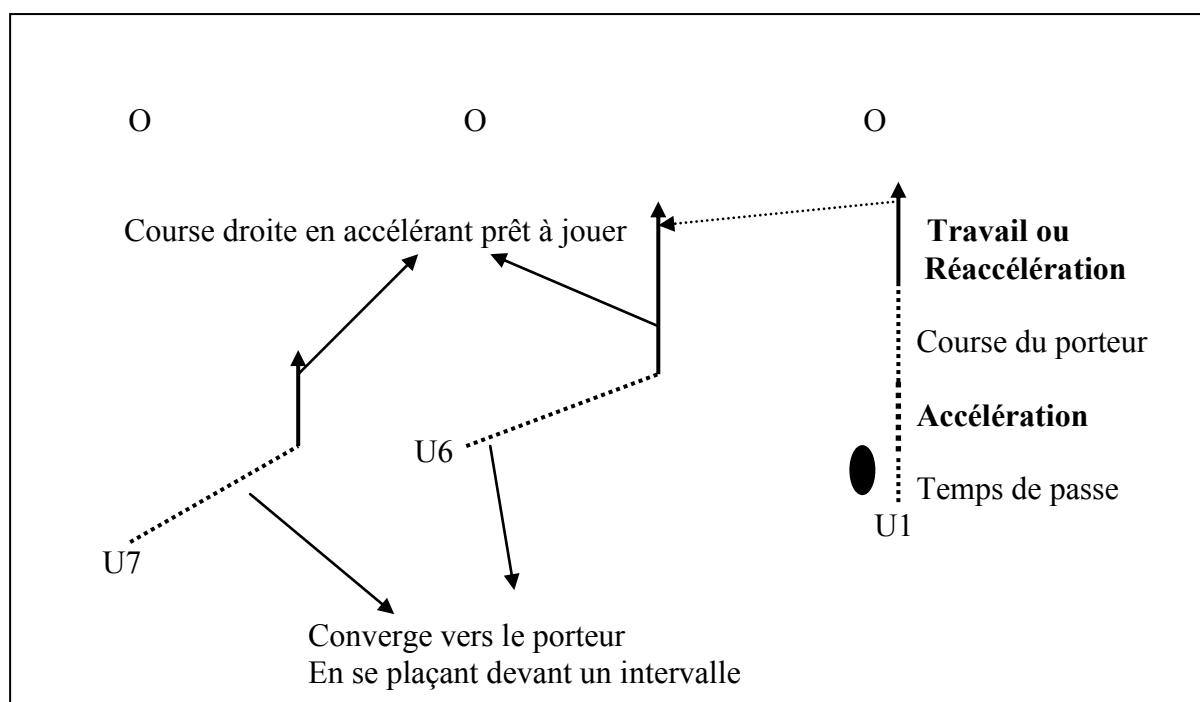 O O O
Course droite en accélérant prêt à jouer
Travail ou
Réaccélération
Course du porteur
Accélération
U6
Temps de passe
U1
U7
Converge vers le porteur
En se plaçant devant un intervalle